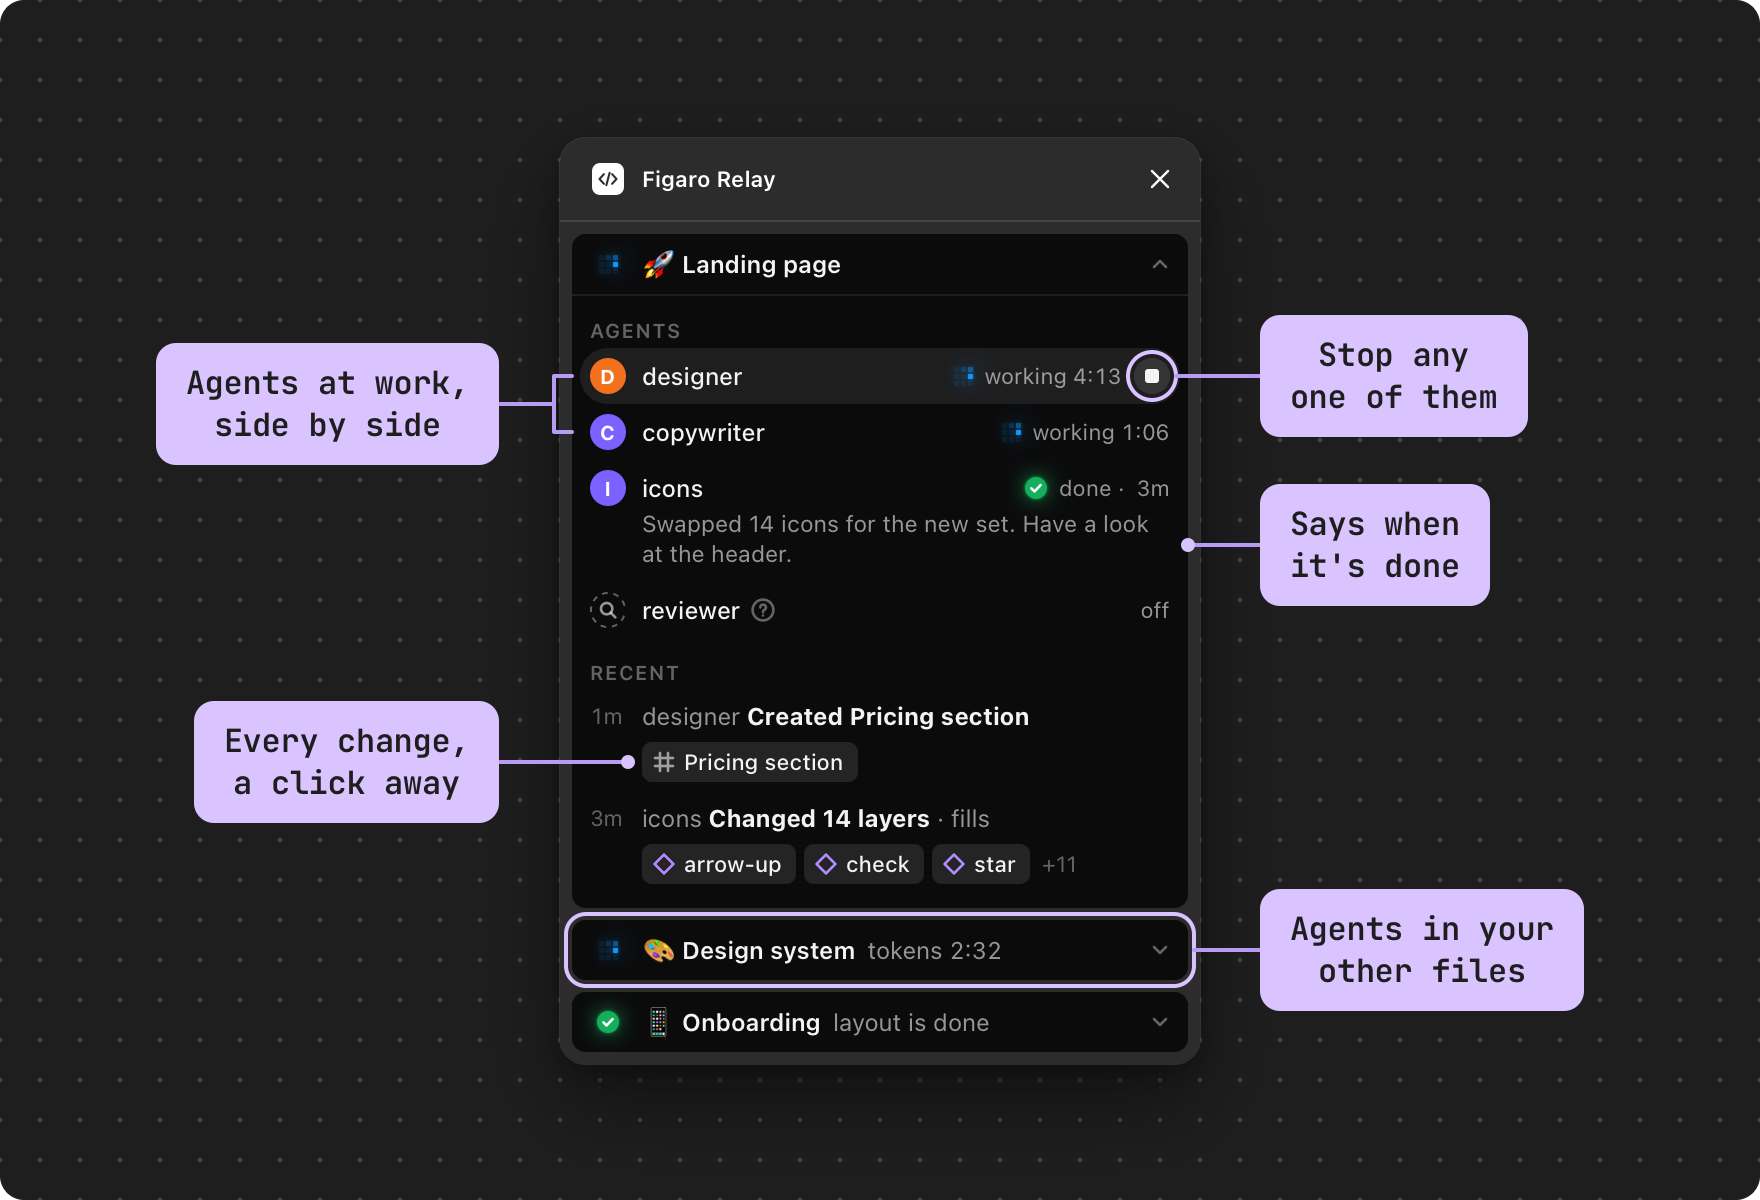 Figaro Relay
🚀 Landing page
AGENTS
D designer working 4:13
C copywriter working 1:06
I icons done · 3m
Swapped 14 icons for the new set. Have a look
at the header.
reviewer ? off
RECENT
1m designer Created Pricing section
Pricing section
3m icons Changed 14 layers · fills
arrow-up check star +11
🎨 Design system tokens 2:32
📱 Onboarding layout is done
Agents at work,
side by side
Every change,
a click away
Stop any
one of them
Says when
it's done
Agents in your
other files